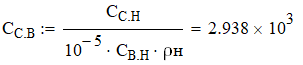 C_C.B := C_C.H / (10^-5 · C_B.H · ρн) = 2.938 × 10^3